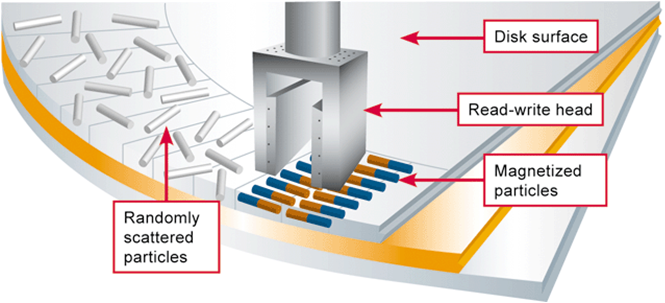 Disk surface
Read-write head
Magnetized
particles
Randomly
scattered
particles